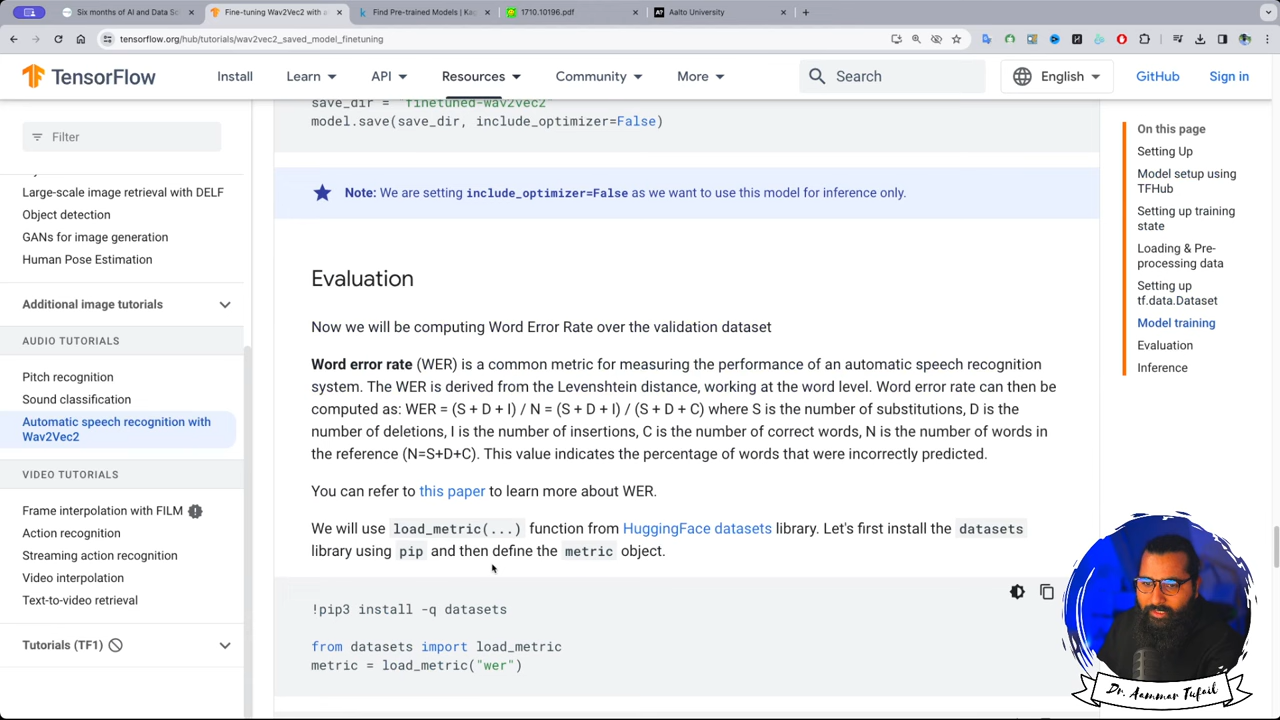 Six months of AI and Data Sc
Fine-tuning Wav2Vec2 with a
Find Pre-trained Models | Kag
1710.10196.pdf
Aalto University
tensorflow.org/hub/tutorials/wav2vec2_saved_model_finetuning
TensorFlow
Install
Learn
API
Resources
Community
More
Search
English
GitHub
Sign in
Filter
Large-scale image retrieval with DELF
Object detection
GANs for image generation
Human Pose Estimation
Additional image tutorials
AUDIO TUTORIALS
Pitch recognition
Sound classification
Automatic speech recognition with
Wav2Vec2
VIDEO TUTORIALS
Frame interpolation with FILM
Action recognition
Streaming action recognition
Video interpolation
Text-to-video retrieval
Tutorials (TF1)
save_dir = "finetuned-wav2vec2"
model.save(save_dir, include_optimizer=False)
Note: We are setting include_optimizer=False as we want to use this model for inference only.
Evaluation
Now we will be computing Word Error Rate over the validation dataset
Word error rate (WER) is a common metric for measuring the performance of an automatic speech recognition
system. The WER is derived from the Levenshtein distance, working at the word level. Word error rate can then be
computed as: WER = (S + D + I) / N = (S + D + I) / (S + D + C) where S is the number of substitutions, D is the
number of deletions, I is the number of insertions, C is the number of correct words, N is the number of words in
the reference (N=S+D+C). This value indicates the percentage of words that were incorrectly predicted.
You can refer to this paper to learn more about WER.
We will use load_metric(...) function from HuggingFace datasets library. Let's first install the datasets
library using pip and then define the metric object.
!pip3 install -q datasets
from datasets import load_metric
metric = load_metric("wer")
On this page
Setting Up
Model setup using
TFHub
Setting up training
state
Loading & Pre-
processing data
Setting up
tf.data.Dataset
Model training
Evaluation
Inference
Dr. Aammar Tufail